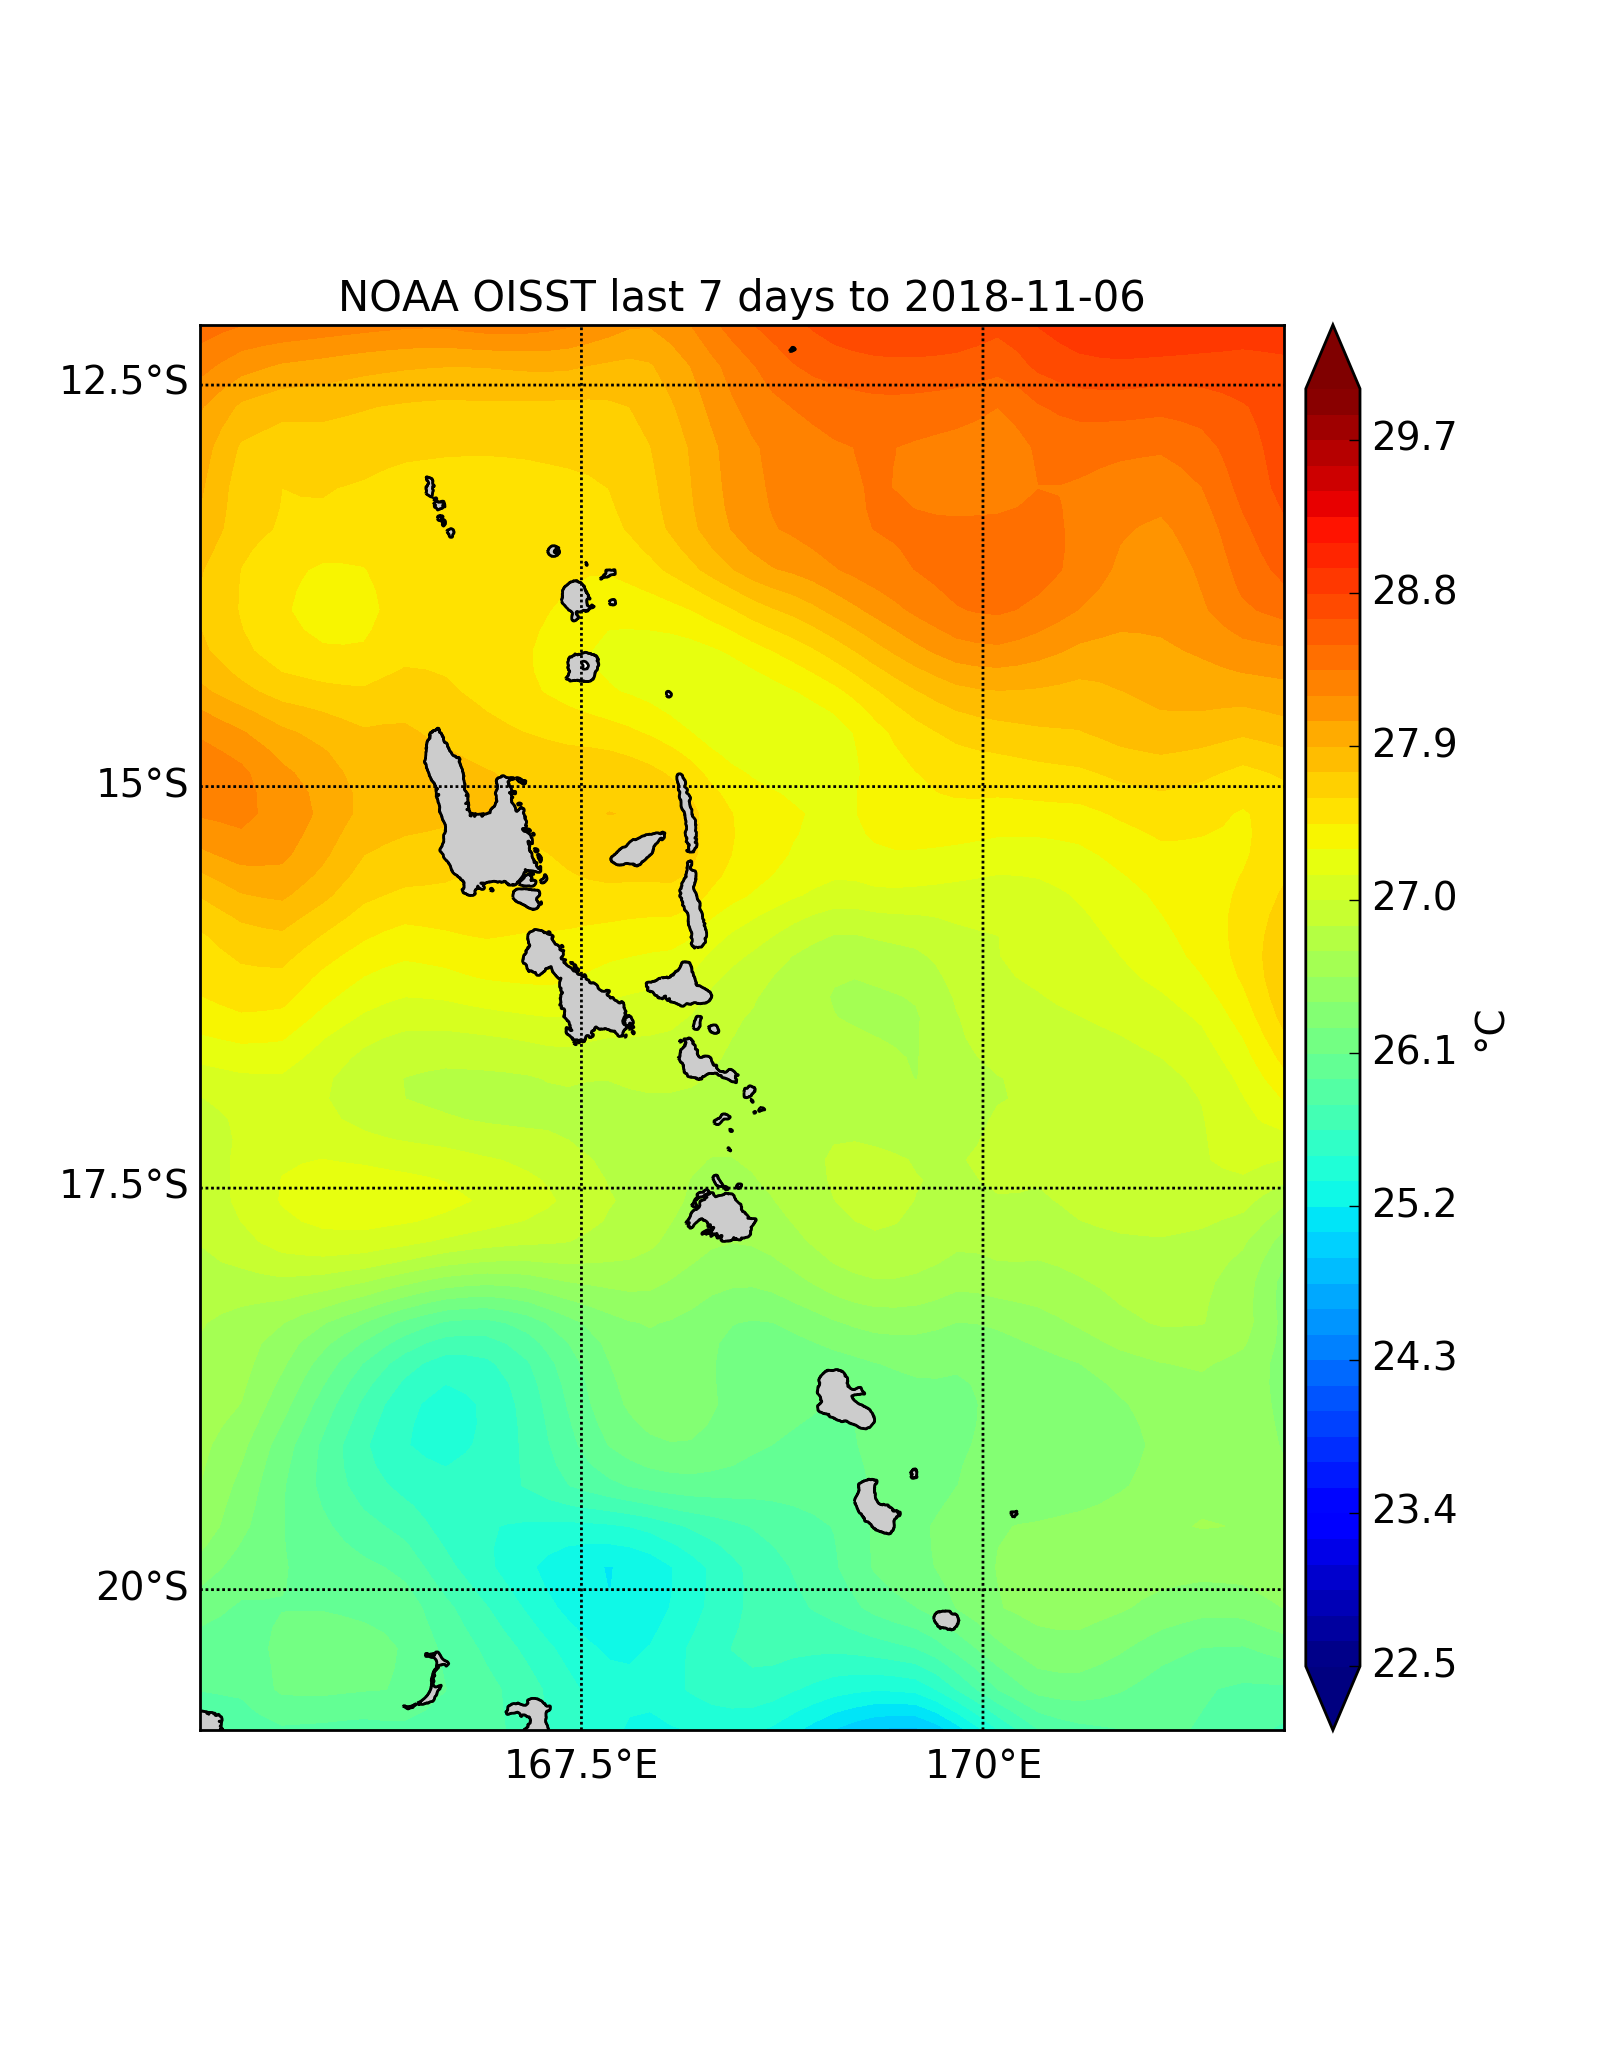 NOAA OISST last 7 days to 2018-11-06
12.5°S
15°S
17.5°S
20°S
167.5°E
170°E
29.7
28.8
27.9
27.0
26.1
25.2
24.3
23.4
22.5
°C